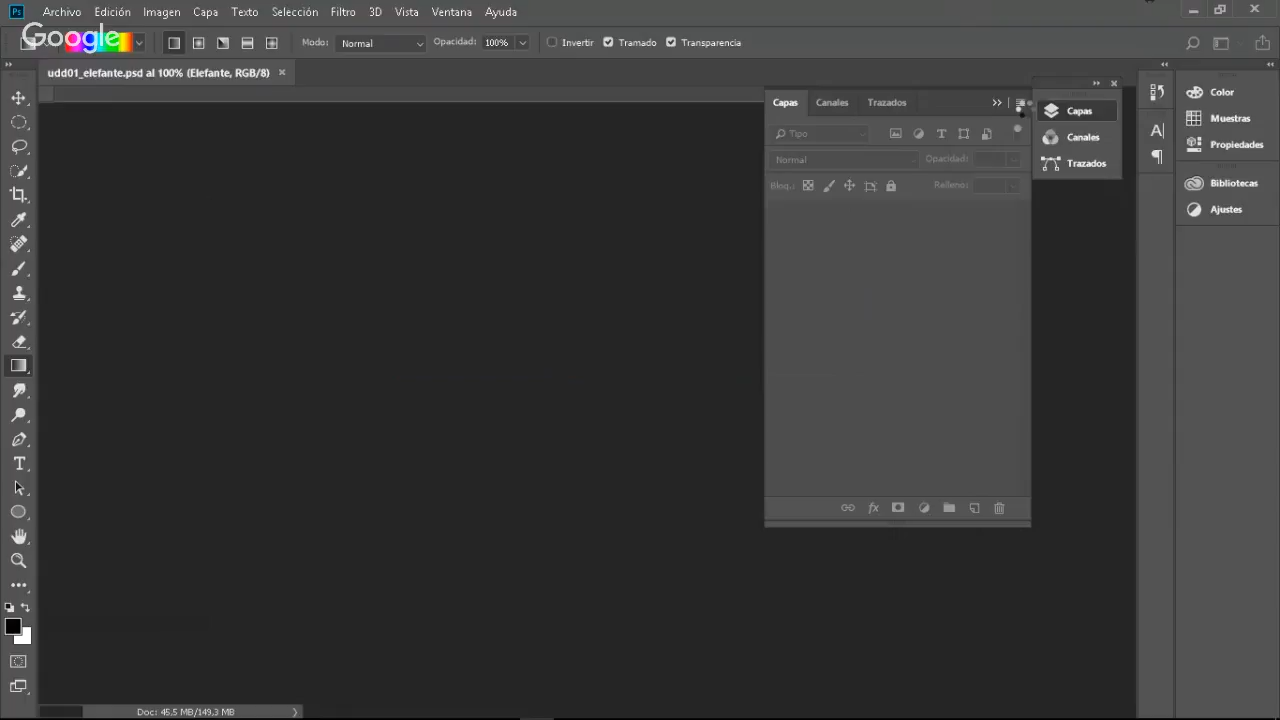 Archivo Edición Imagen Capa Texto Selección Filtro 3D Vista Ventana Ayuda
Google
Modo: Normal Opacidad: 100% Invertir Tramado Transparencia
udd01_elefante.psd al 100% (Elefante, RGB/8)
Capas Canales Trazados
Tipo
Normal Opacidad:
Bloq.: Relleno:
Capas
Canales
Trazados
Color
Muestras
Propiedades
Bibliotecas
Ajustes
Doc: 45,5 MB/149,3 MB